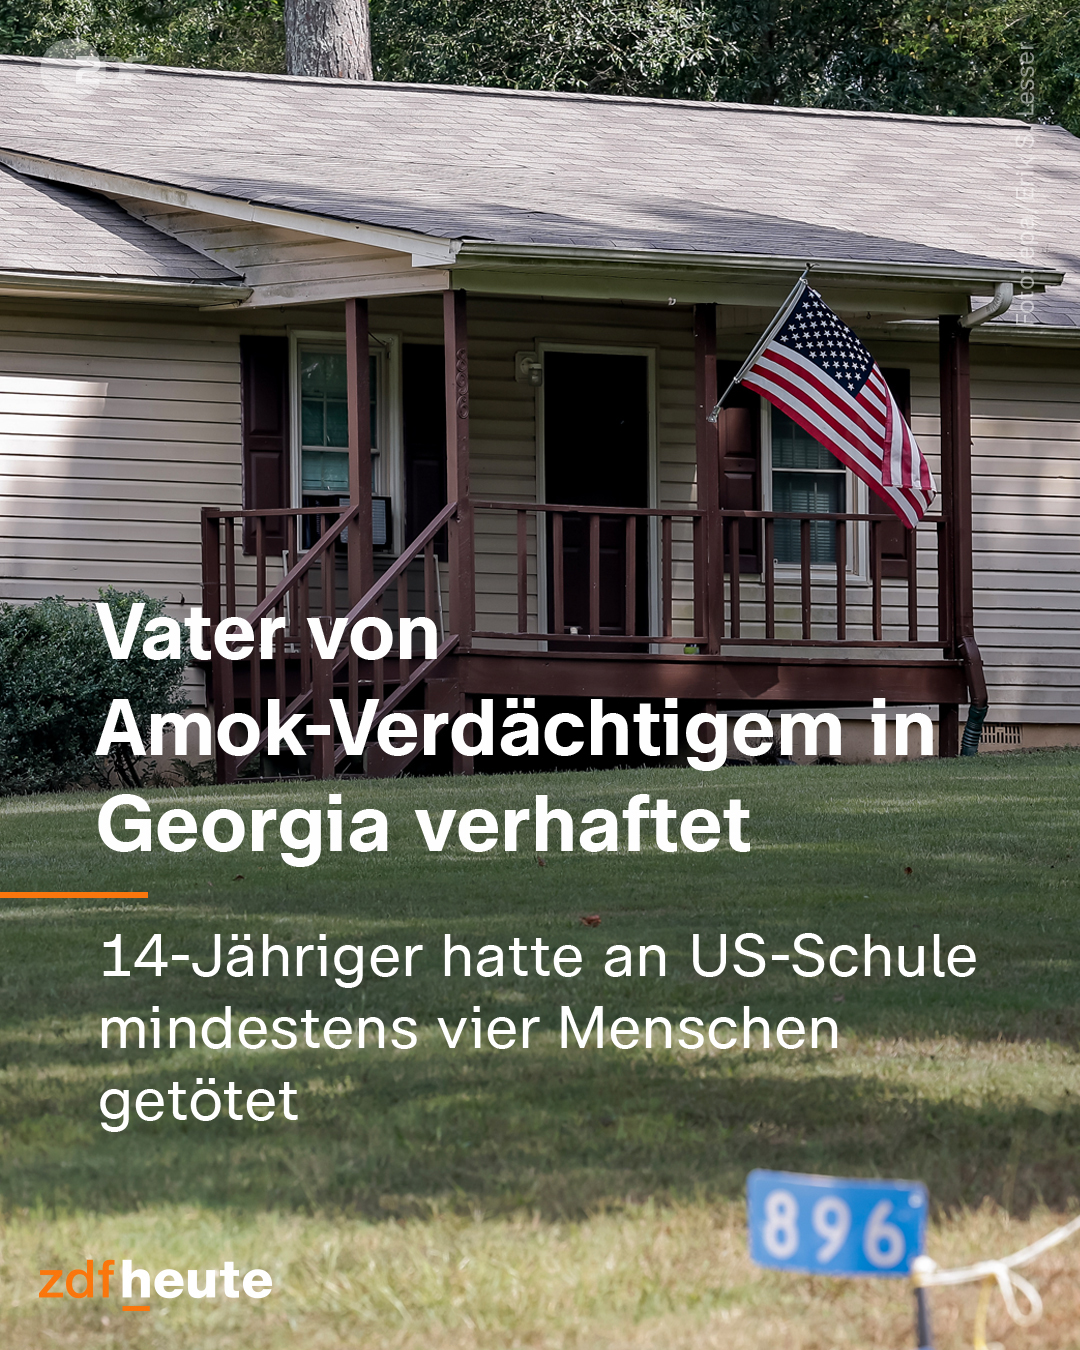 Vater von
Amok-Verdächtigem in
Georgia verhaftet
14-Jähriger hatte an US-Schule
mindestens vier Menschen
getötet
896
896
zdfheute